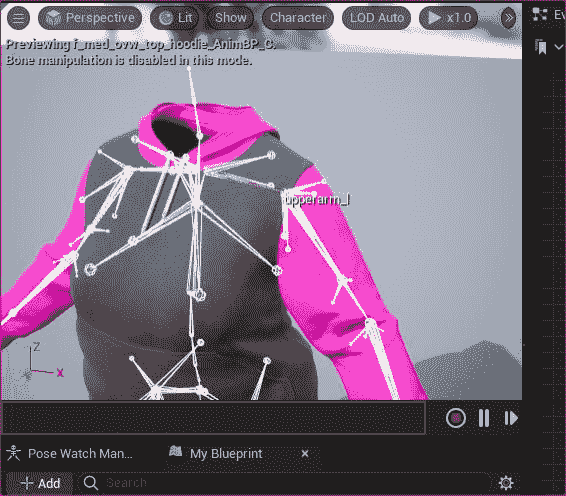 Perspective Lit Show Character LOD Auto x1.0 »
Ev
Previewing f_med_ovw_top_hoodie_AnimBP_C.
Bone manipulation is disabled in this mode.
upperarm_l
Z
X
Pose Watch Man... My Blueprint ×
+ Add Search